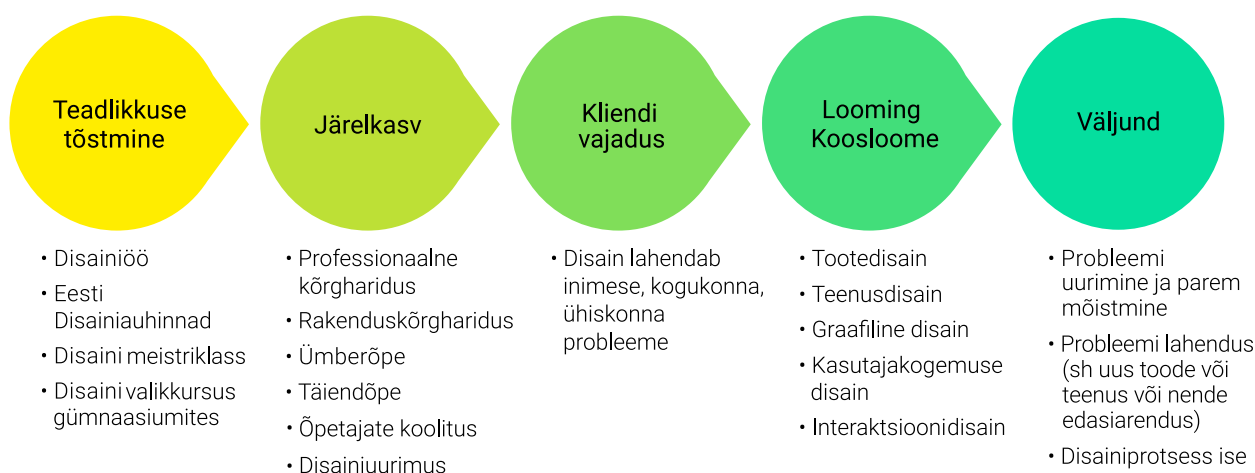 Teadlikkuse
tõstmine
• Disainiöö
• Eesti
Disainiauhinnad
• Disaini meistriklass
• Disaini valikkursus
gümnaasiumites
Järelkasv
• Professionaalne
kõrgharidus
• Rakenduskõrgharidus
• Ümberõpe
• Täiendõpe
• Õpetajate koolitus
• Disainiuurimus
Kliendi
vajadus
• Disain lahendab
inimese, kogukonna,
ühiskonna
probleeme
Looming
Koosloome
• Tootedisain
• Teenusdisain
• Graafiline disain
• Kasutajakogemuse
disain
• Interaktsioonidisain
Väljund
• Probleemi
uurimine ja parem
mõistmine
• Probleemi lahendus
(sh uus toode või
teenus või nende
edasiarendus)
• Disainiprotsess ise